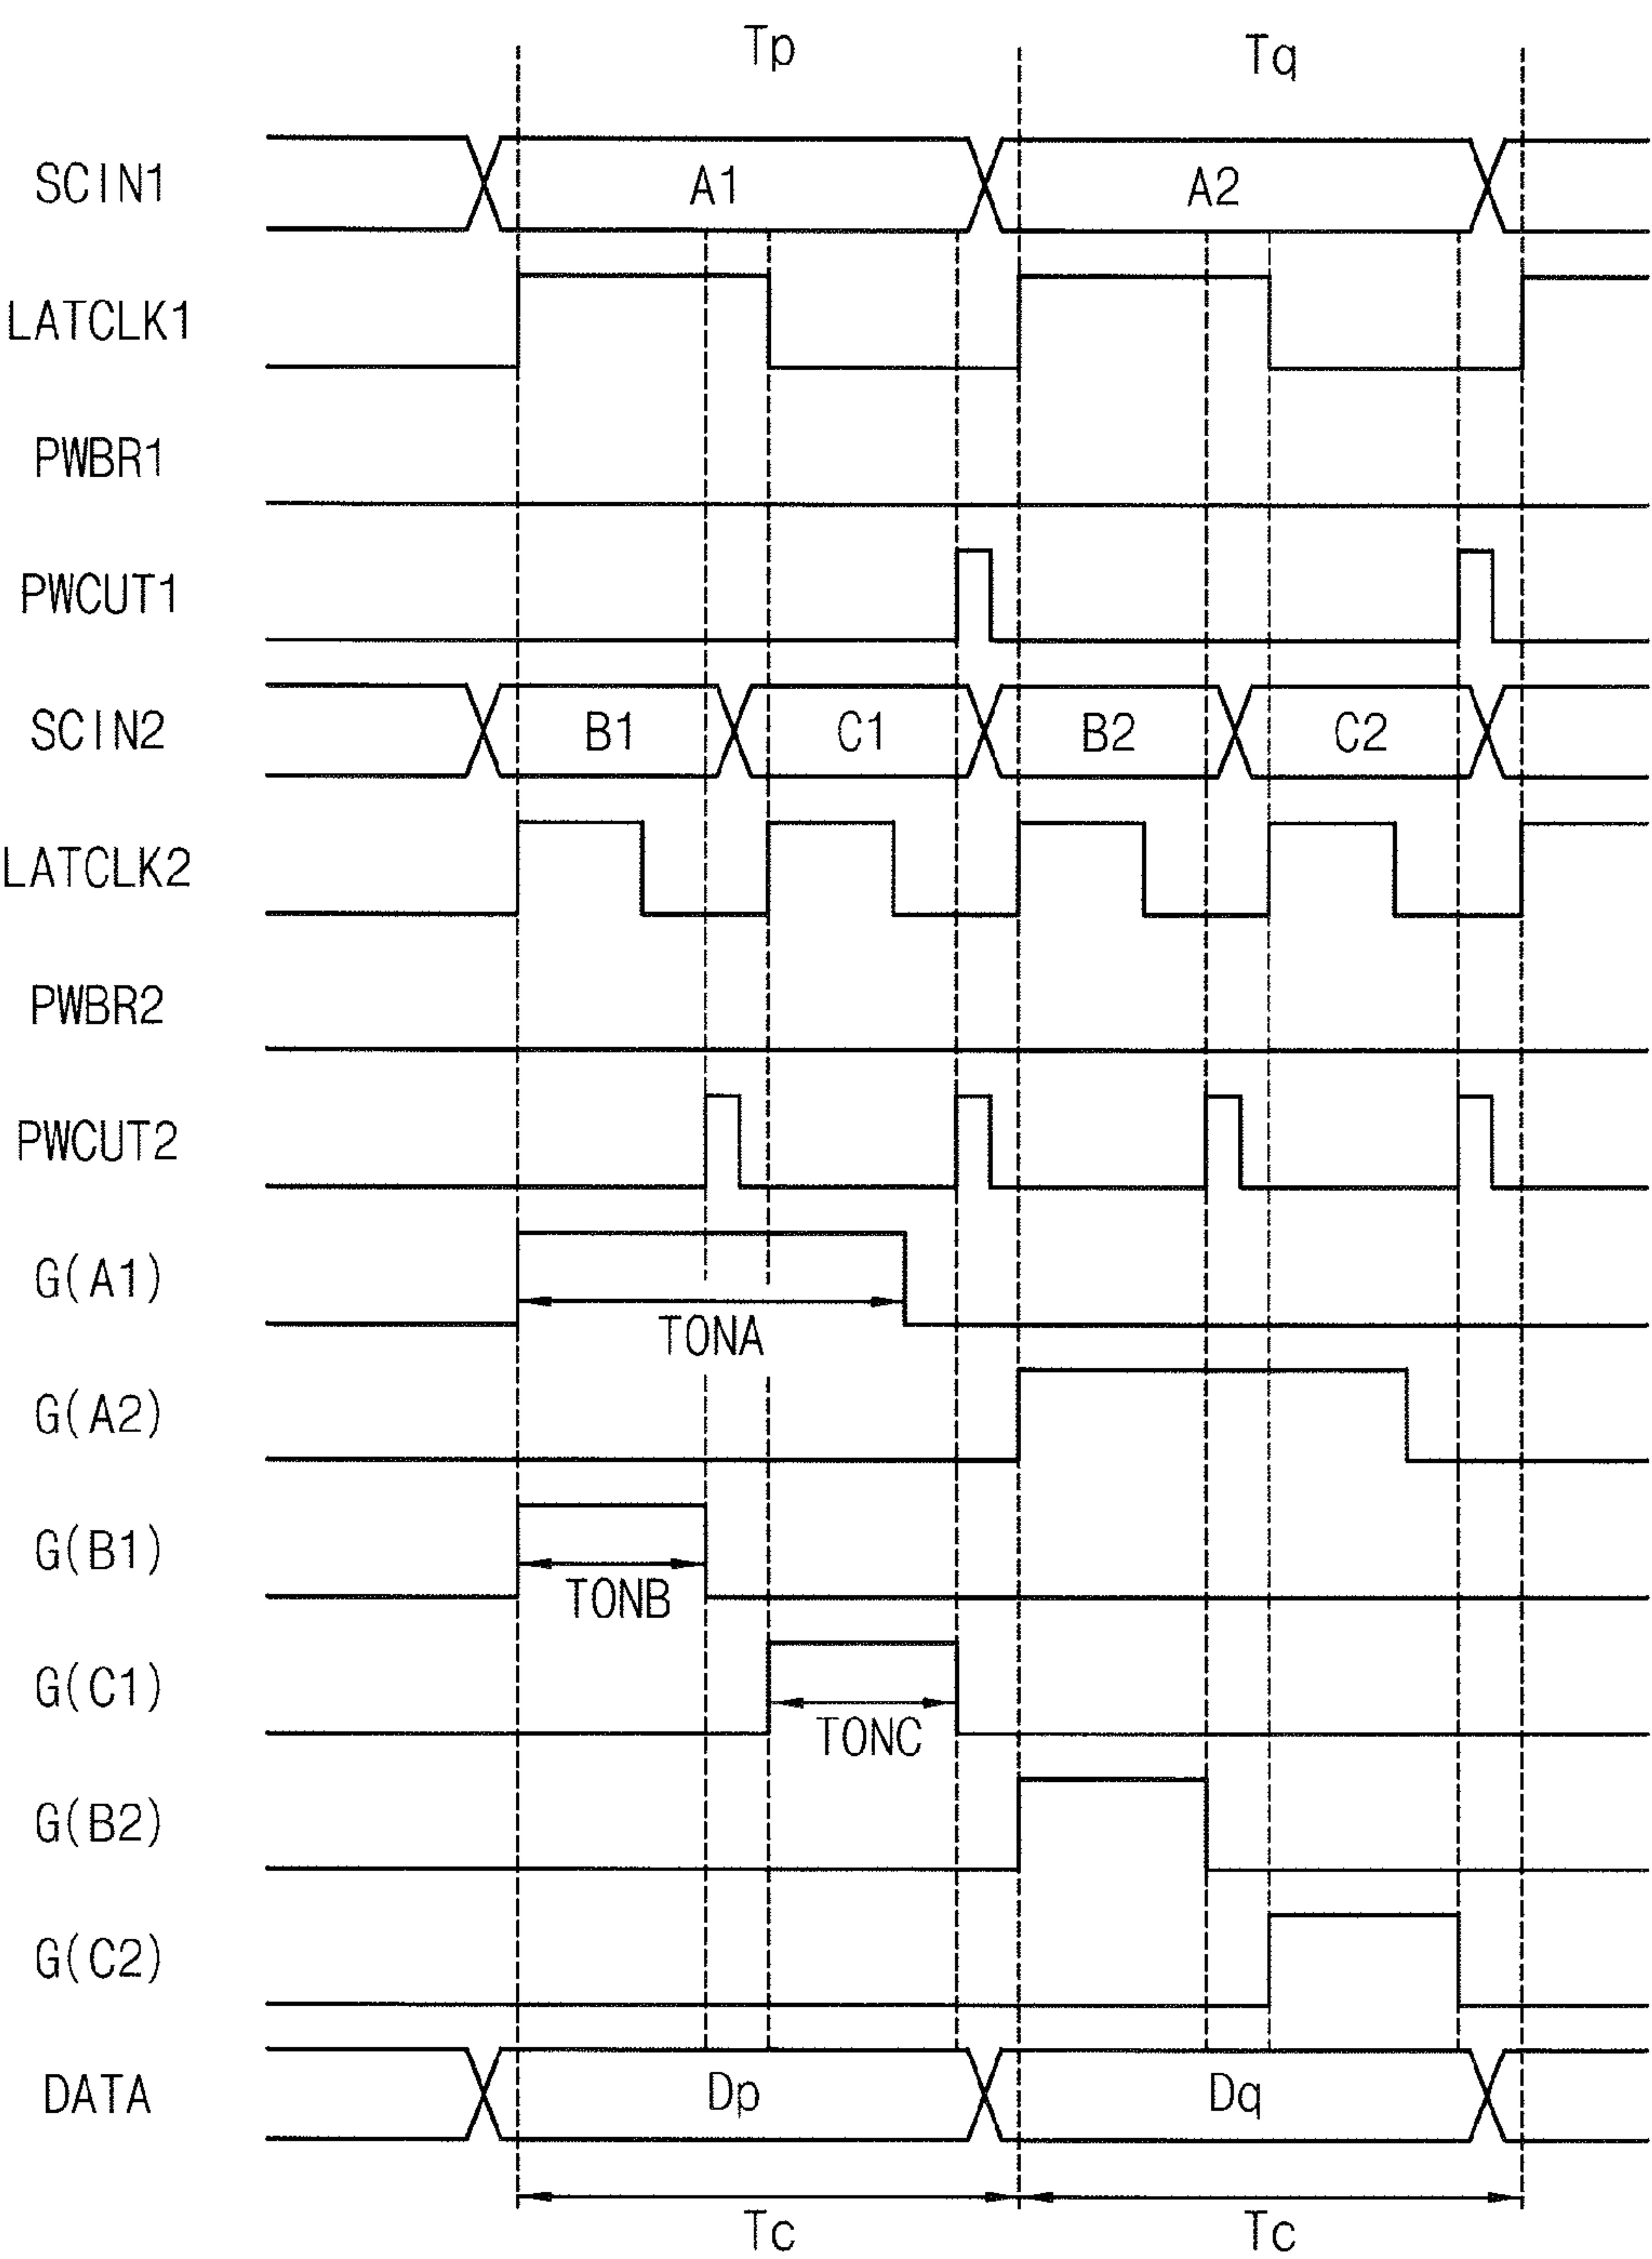 Tp Tq
SCIN1 A1 A2
LATCLK1
PWBR1
PWCUT1
SCIN2 B1 C1 B2 C2
LATCLK2
PWBR2
PWCUT2
G(A1)
TONA
G(A2)
G(B1)
TONB
G(C1)
TONC
G(B2)
G(C2)
DATA Dp Dq
Tc Tc